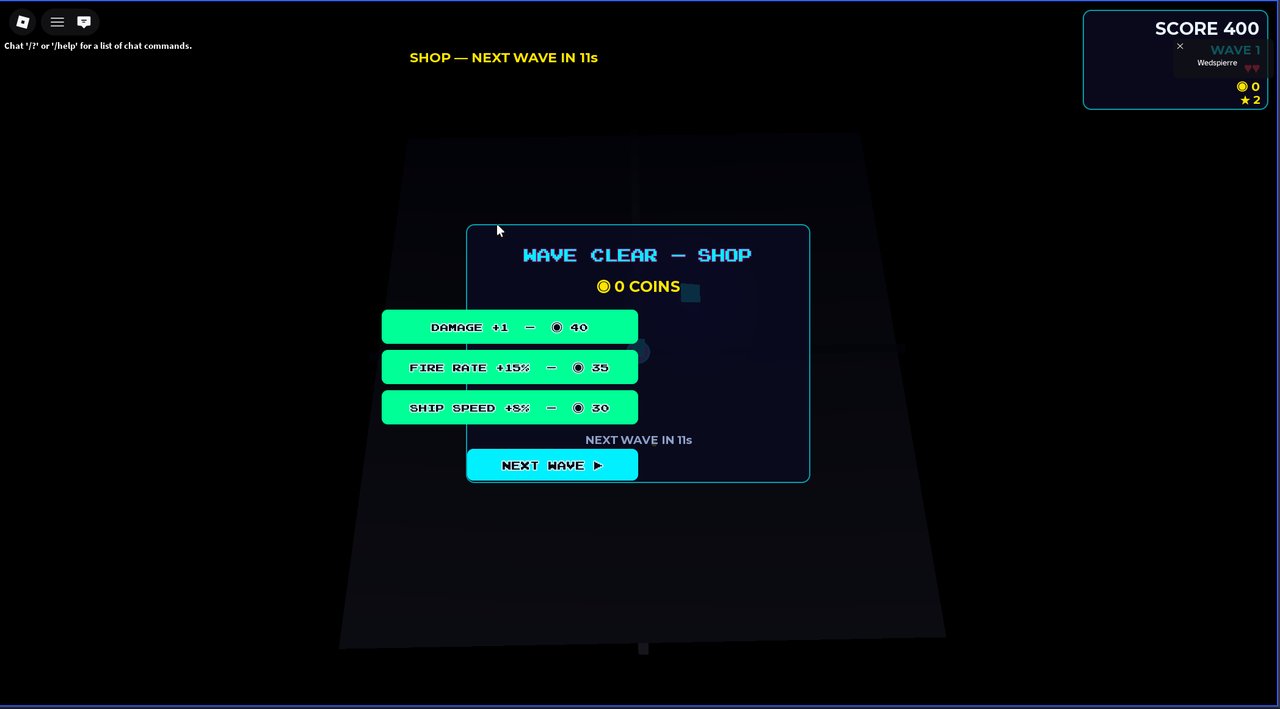 Chat '/?' or '/help' for a list of chat commands.
SHOP — NEXT WAVE IN 11s
SCORE 400
WAVE 1
Wedspierre
♥♥
◉ 0
★ 2
WAVE CLEAR — SHOP
◉ 0 COINS
DAMAGE +1 — ◉ 40
FIRE RATE +15% — ◉ 35
SHIP SPEED +8% — ◉ 30
NEXT WAVE IN 11s
NEXT WAVE ▶